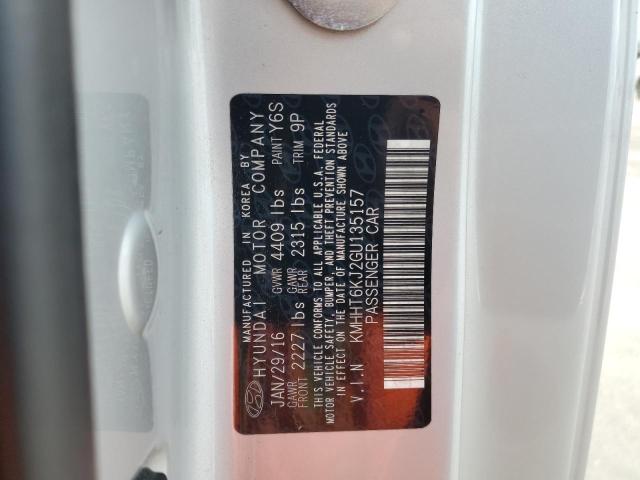 MANUFACTURED IN KOREA BY
HYUNDAI MOTOR COMPANY
JAN/29/16 GVWR 4409 lbs PAINT Y6S
GAWR FRONT 2227 lbs GAWR REAR 2315 lbs TRIM 9P
THIS VEHICLE CONFORMS TO ALL APPLICABLE U.S.A. FEDERAL
MOTOR VEHICLE SAFETY, BUMPER, AND THEFT PREVENTION STANDARDS
IN EFFECT ON THE DATE OF MANUFACTURE SHOWN ABOVE
V.I.N KMHHT6KJ2GU135157
PASSENGER CAR